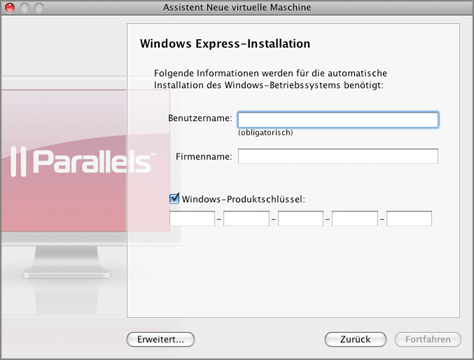 Assistent Neue virtuelle Maschine
Windows Express-Installation
Folgende Informationen werden für die automatische
Installation des Windows-Betriebssystems benötigt:
Benutzername:
(obligatorisch)
Firmenname:
Windows-Produktschlüssel:
- - - -
Parallels™
Erweitert...
Zurück
Fortfahren